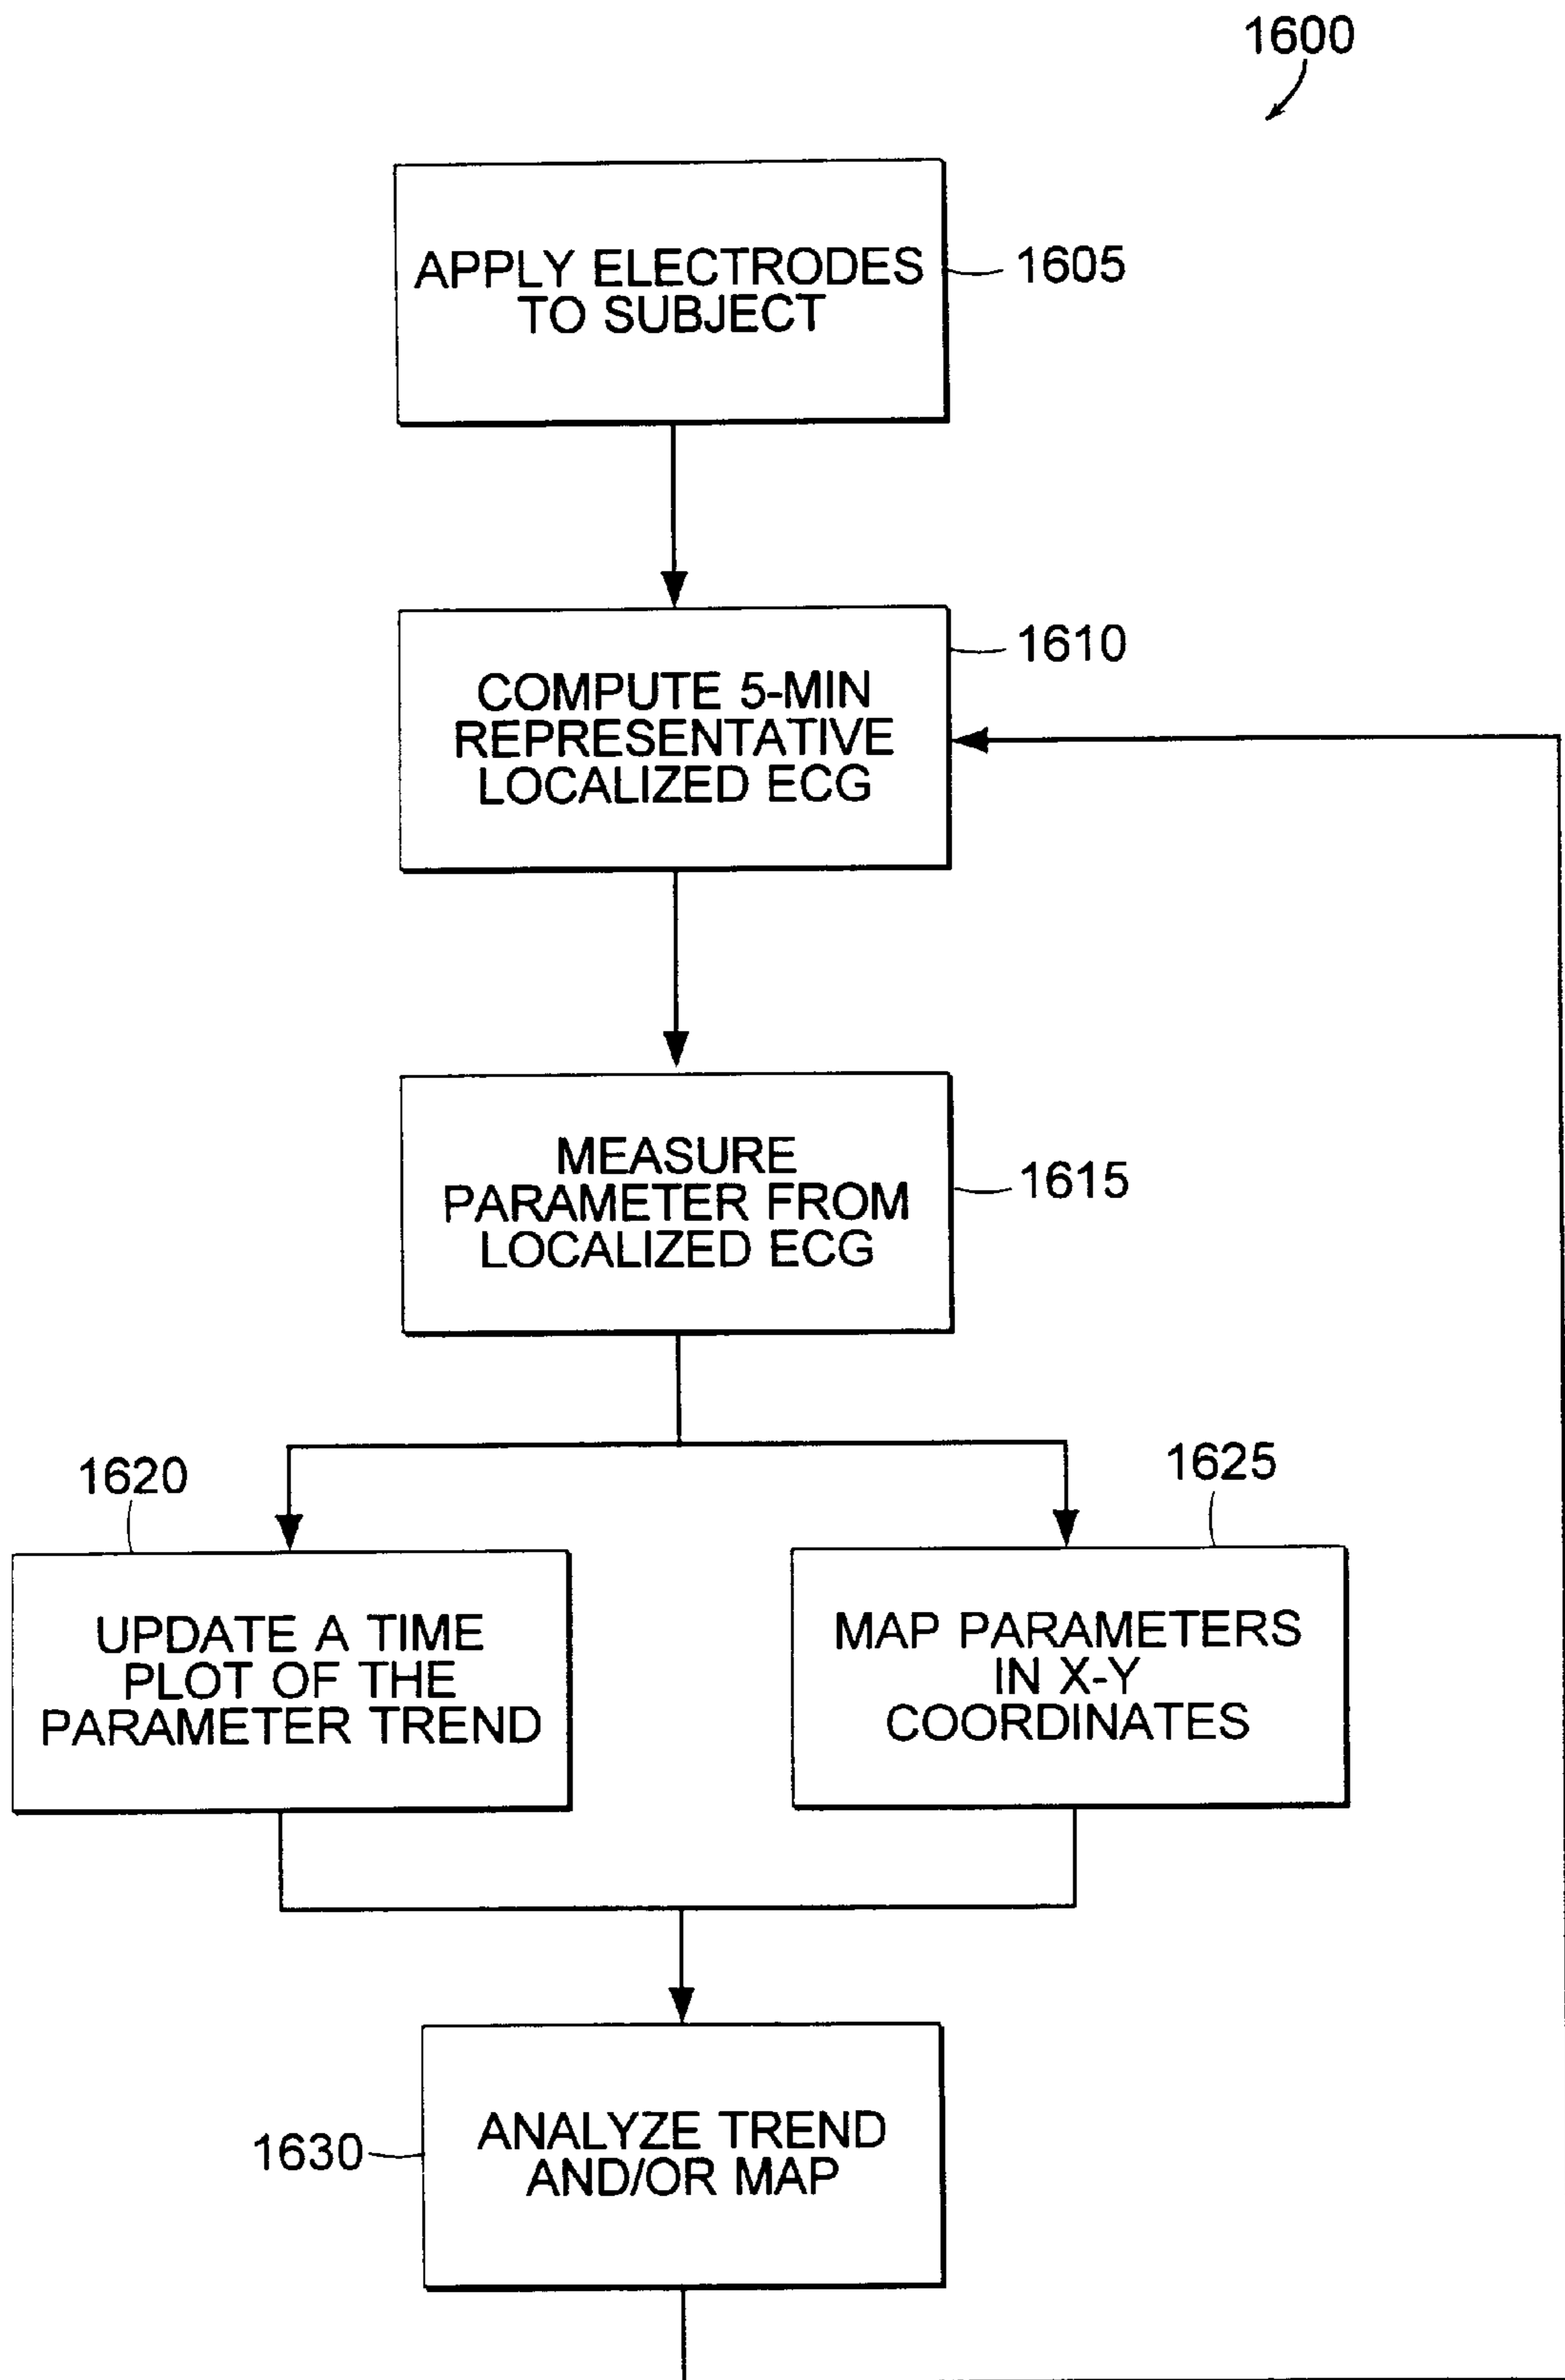 1600
APPLY ELECTRODES
TO SUBJECT
1605
1610
COMPUTE 5-MIN
REPRESENTATIVE
LOCALIZED ECG
MEASURE
PARAMETER FROM
LOCALIZED ECG
1615
1620
1625
UPDATE A TIME
PLOT OF THE
PARAMETER TREND
MAP PARAMETERS
IN X-Y
COORDINATES
1630
ANALYZE TREND
AND/OR MAP